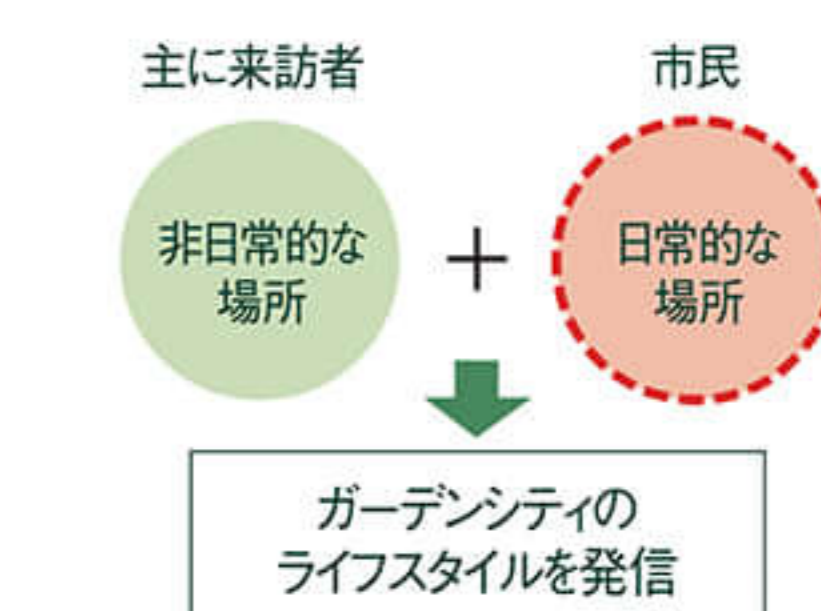 主に来訪者
市民
非日常的な
場所
+
日常的な
場所
ガーデンシティの
ライフスタイルを発信